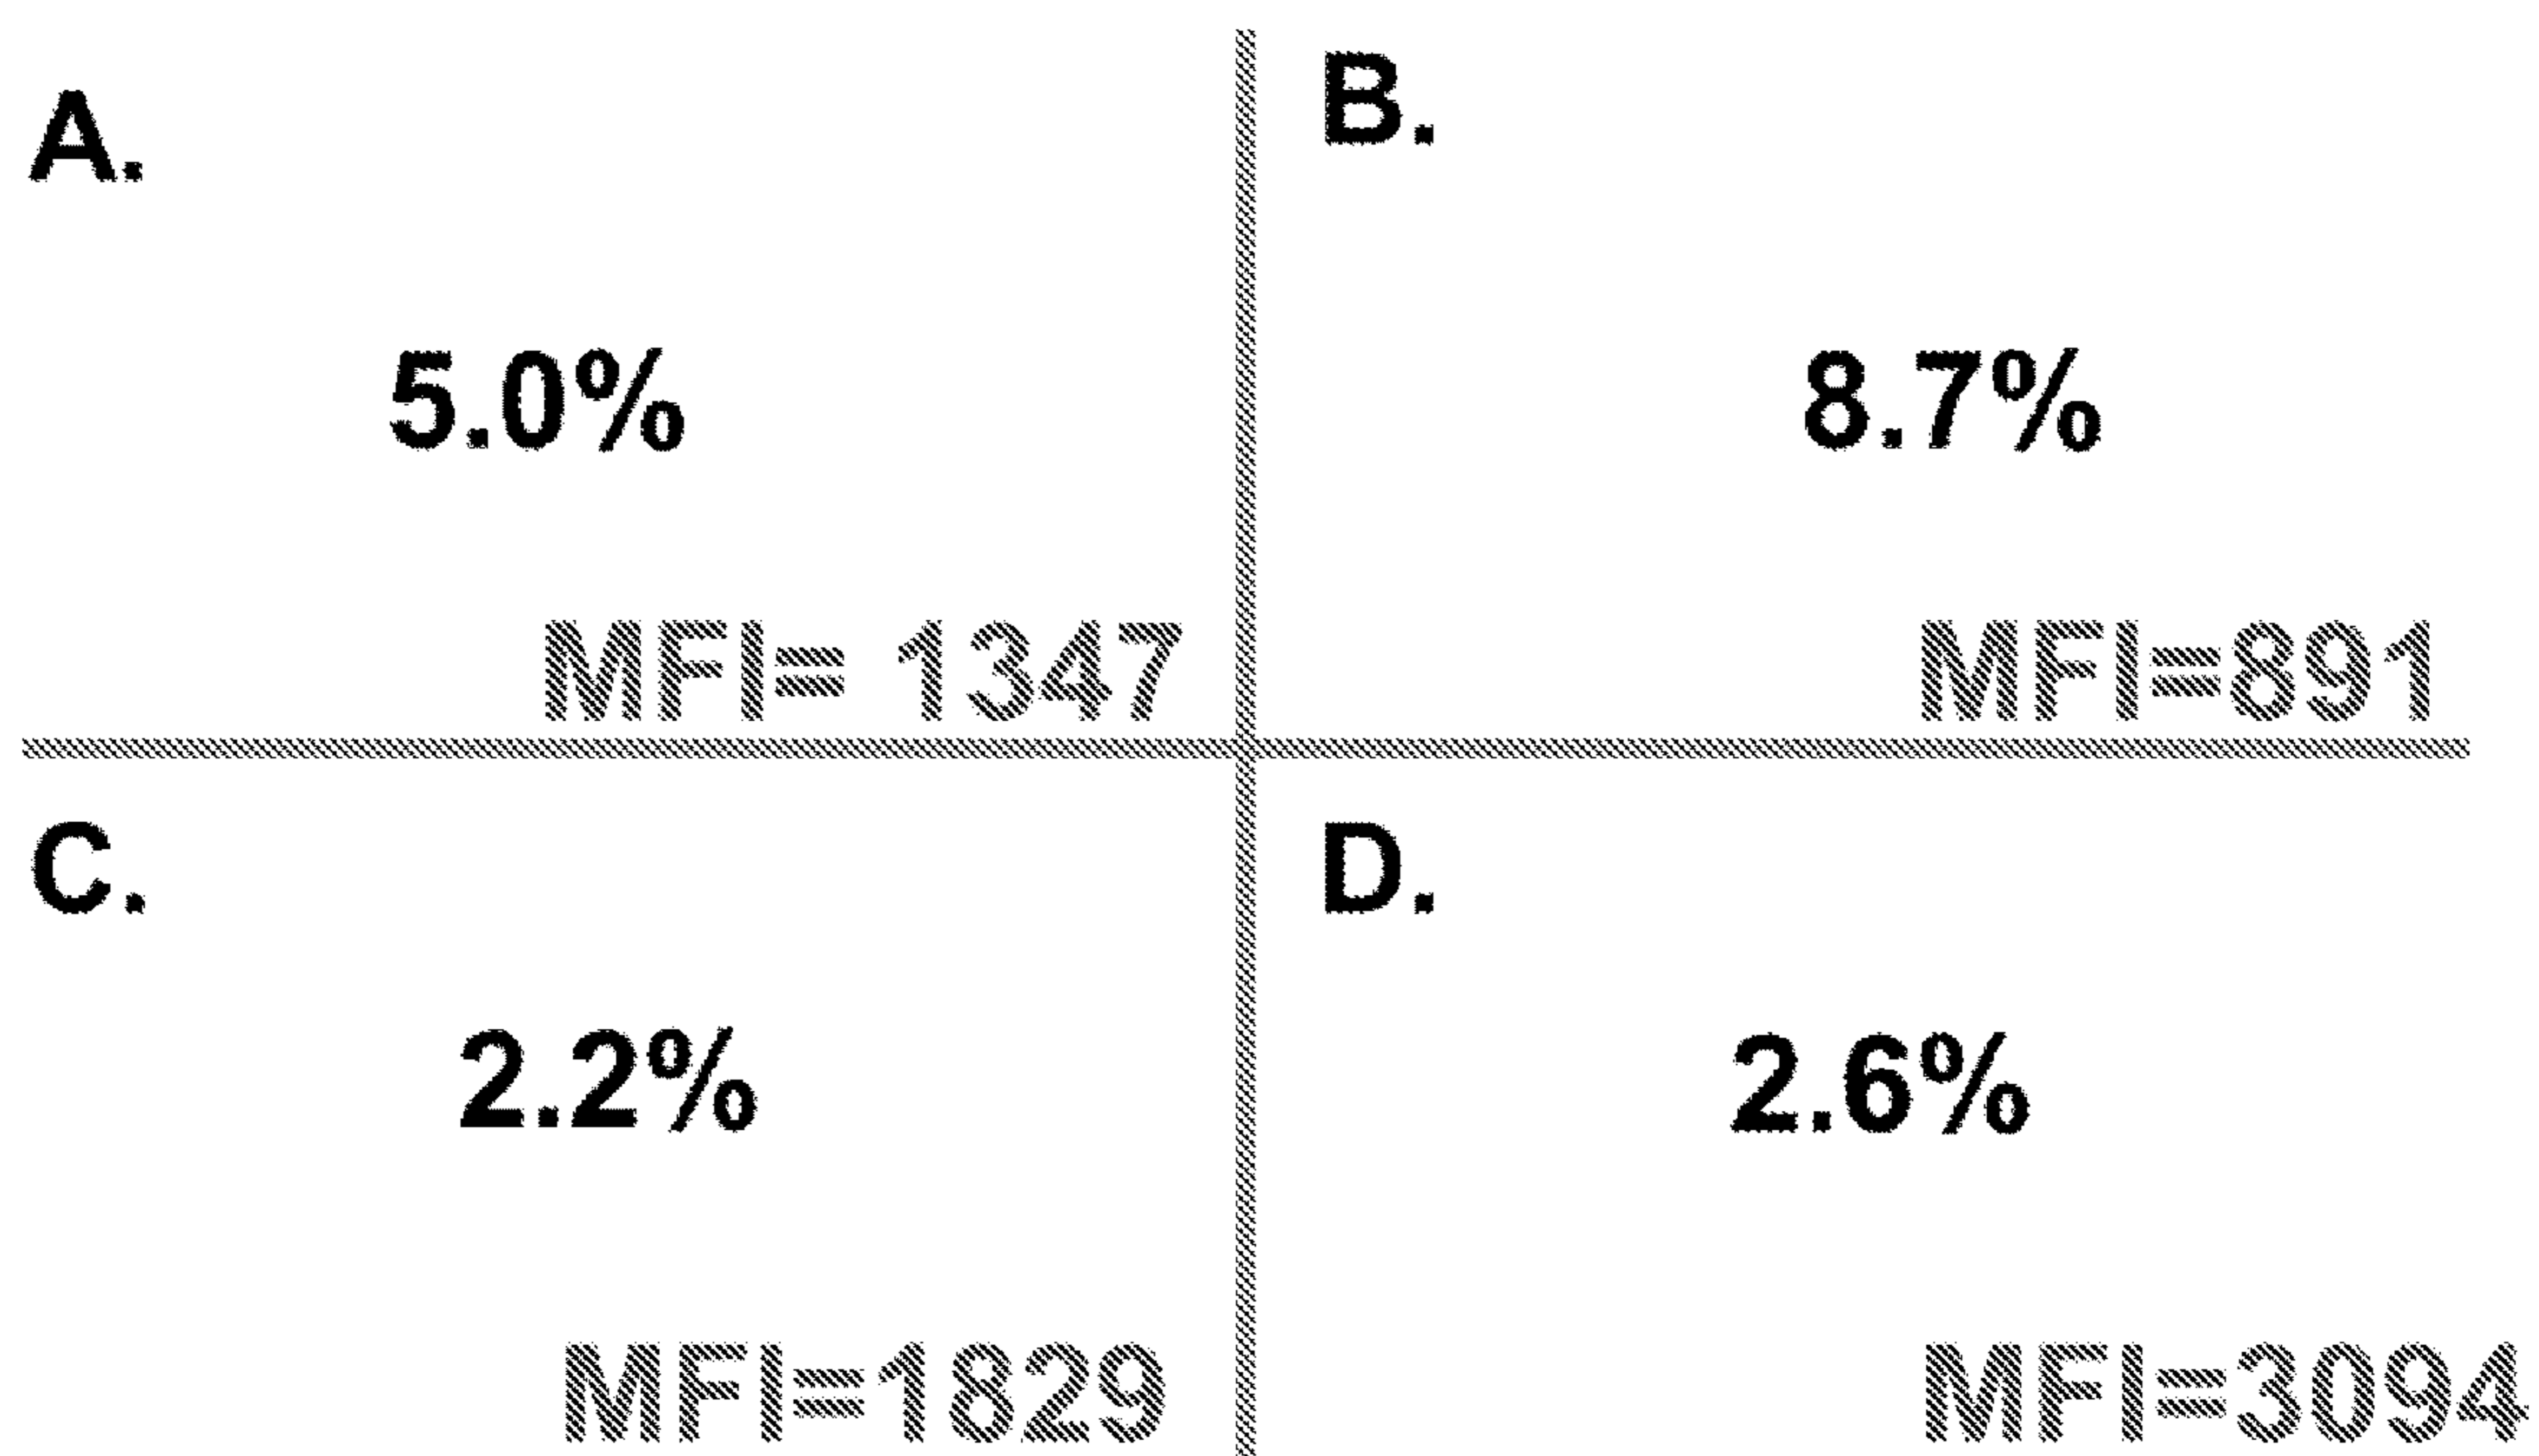 A.
5.0%
MFI= 1347
B.
8.7%
MFI=891
C.
2.2%
MFI=1829
D.
2.6%
MFI=3094